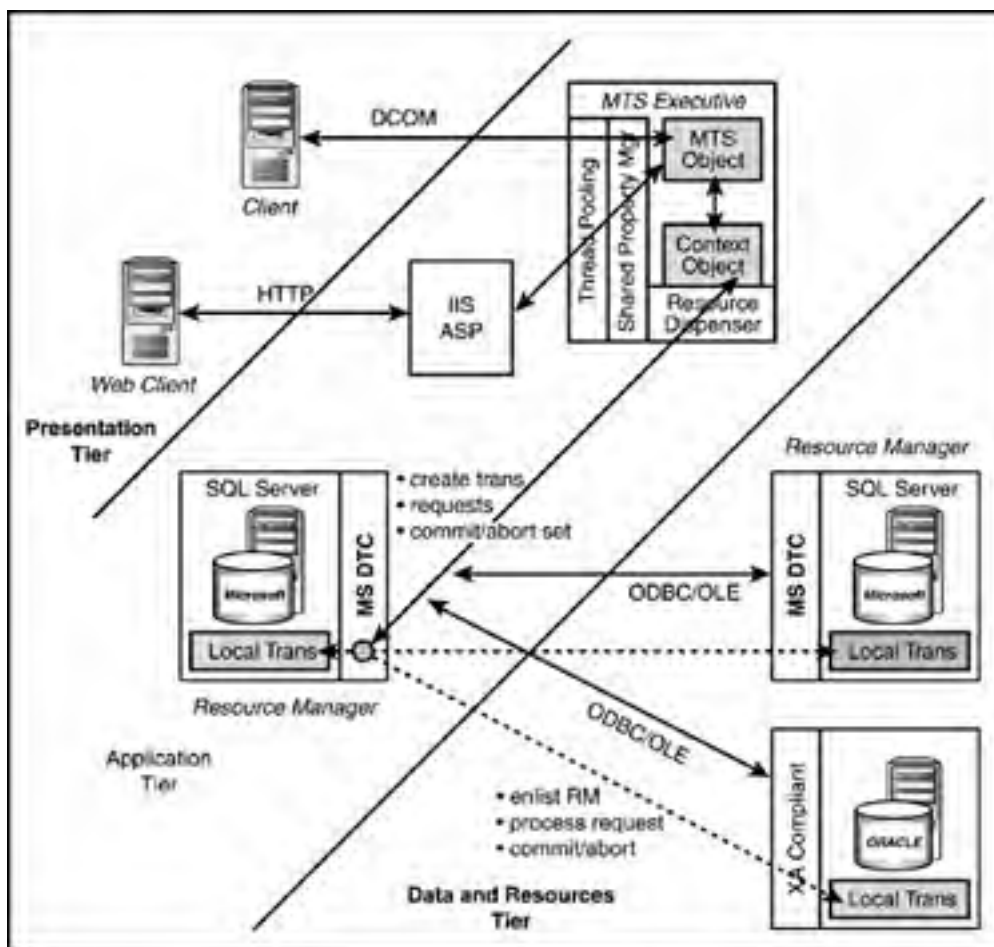 MTS Executive
DCOM
MTS
Object
Client
Thread Pooling
Shared Property Mgr
Context
Object
HTTP
IIS
ASP
Resource
Dispenser
Web Client
Presentation
Tier
Resource Manager
SQL Server
• create trans
• requests
• commit/abort set
SQL Server
MS DTC
Microsoft
ODBC/OLE
MS DTC
Microsoft
Local Trans
Local Trans
Resource Manager
ODBC/OLE
Application
Tier
• enlist RM
• process request
• commit/abort
XA Compliant
ORACLE
Local Trans
Data and Resources
Tier